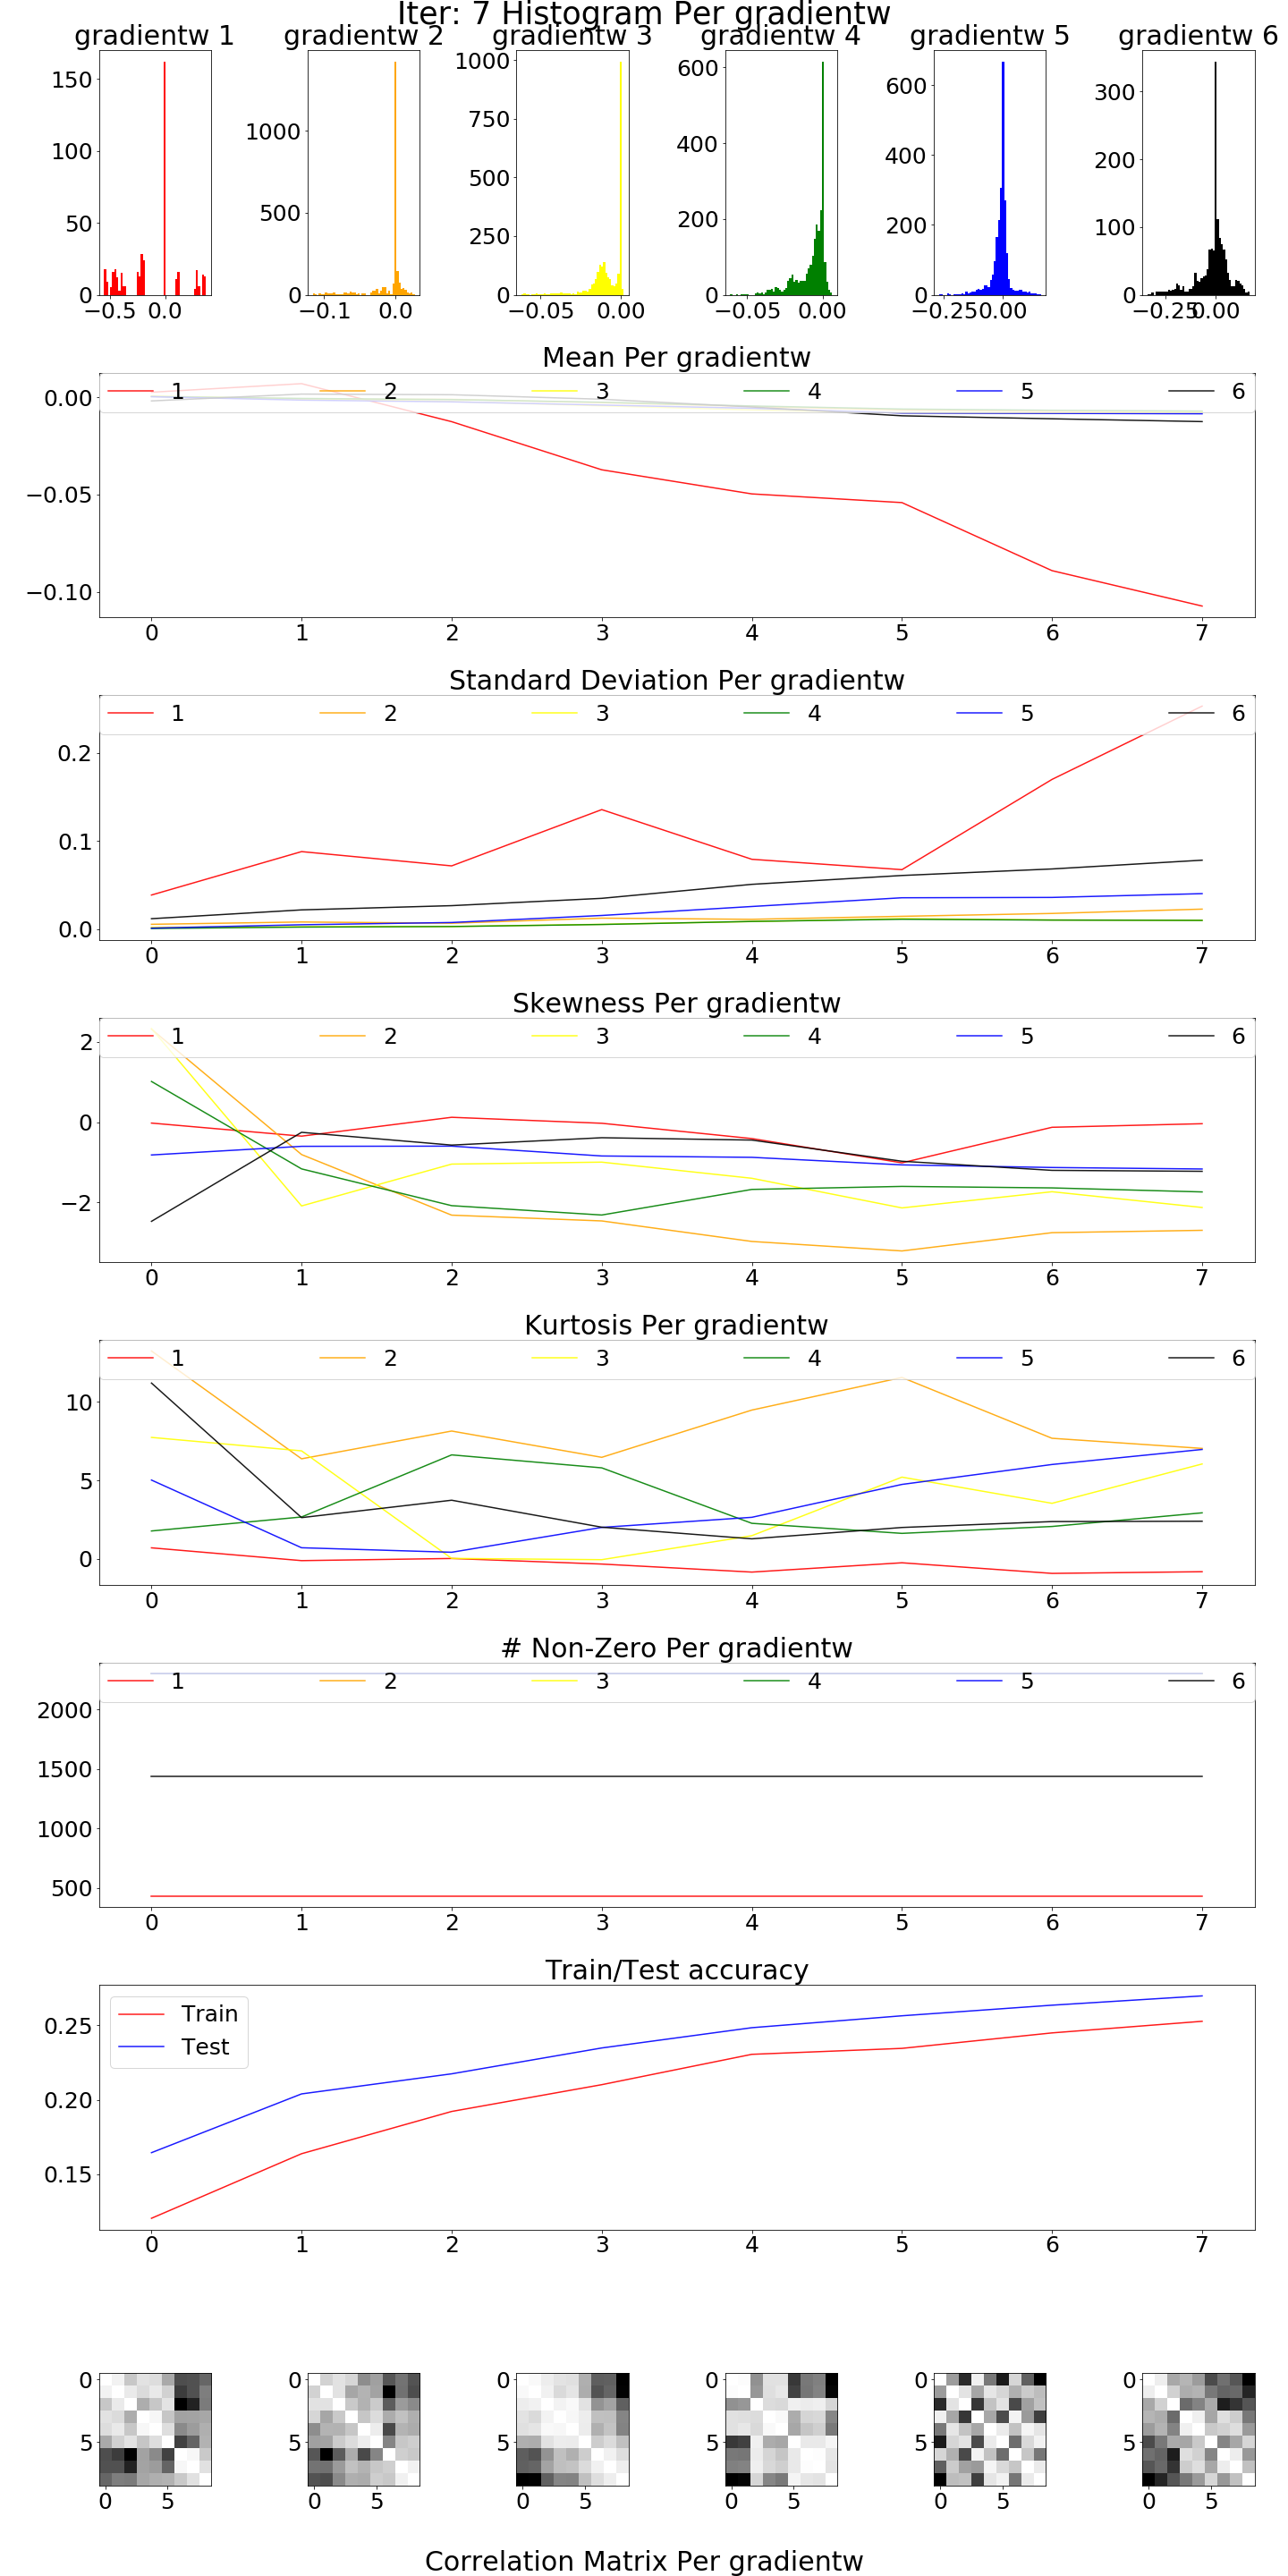 Iter: 7 Histogram Per gradientw
gradientw 1 gradientw 2 gradientw 3 gradientw 4 gradientw 5 gradientw 6
150 100 50 0 −0.5 0.0
1000 500 0 −0.1 0.0
1000 750 500 250 0 −0.05 0.00
600 400 200 0 −0.05 0.00
600 400 200 0 −0.25 0.00
300 200 100 0 −0.25 0.00
Mean Per gradientw
1 2 3 4 5 6
0.00
−0.05
−0.10
0 1 2 3 4 5 6 7
Standard Deviation Per gradientw
1 2 3 4 5 6
0.2
0.1
0.0
0 1 2 3 4 5 6 7
Skewness Per gradientw
1 2 3 4 5 6
2
0
−2
0 1 2 3 4 5 6 7
Kurtosis Per gradientw
1 2 3 4 5 6
10
5
0
0 1 2 3 4 5 6 7
# Non-Zero Per gradientw
1 2 3 4 5 6
2000
1500
1000
500
0 1 2 3 4 5 6 7
Train/Test accuracy
Train
Test
0.25
0.20
0.15
0 1 2 3 4 5 6 7
0 0 0 0 0 0
5 5 5 5 5 5
0 5 0 5 0 5 0 5 0 5 0 5
Correlation Matrix Per gradientw